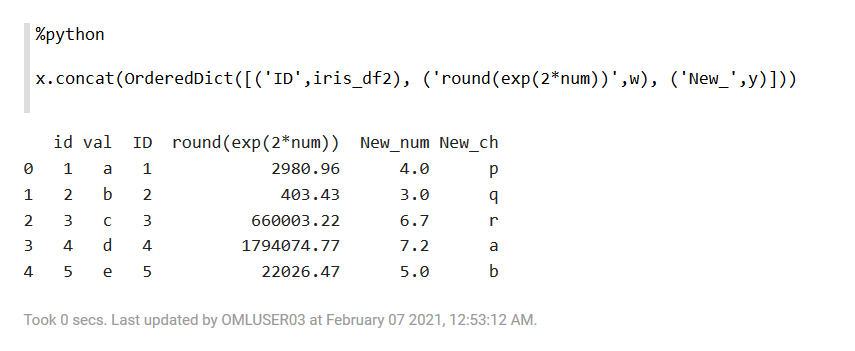 %python
x.concat(OrderedDict([('ID',iris_df2), ('round(exp(2*num))',w), ('New_',y)]))
id val ID round(exp(2*num)) New_num New_ch
0 1 a 1 2980.96 4.0 p
1 2 b 2 403.43 3.0 q
2 3 c 3 660003.22 6.7 r
3 4 d 4 1794074.77 7.2 a
4 5 e 5 22026.47 5.0 b
Took 0 secs. Last updated by OMLUSER03 at February 07 2021, 12:53:12 AM.